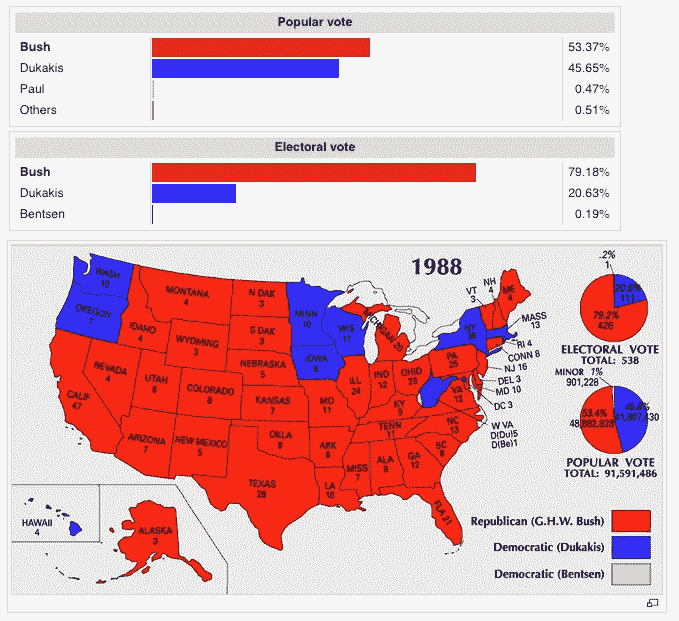 Popular vote
Bush 53.37%
Dukakis 45.65%
Paul 0.47%
Others 0.51%
Electoral vote
Bush 79.18%
Dukakis 20.63%
Bentsen 0.19%
1988
WASH
10
OREGON
7
CALIF
47
NEVADA
4
IDAHO
4
MONTANA
4
WYOMING
3
UTAH
5
COLORADO
8
ARIZONA
7
NEW MEXICO
5
N DAK
3
S DAK
3
NEBRASKA
5
KANSAS
7
OKLA
8
TEXAS
29
MINN
10
IOWA
8
MO
11
ARK
6
LA
10
WIS
11
ILL
24
MICHIGAN 20
IND
12
OHIO
23
KY
9
TENN
11
MISS
7
ALA
9
GA
12
FLA 21
SC
8
NC
13
VA
12
W VA
D(Du)5
D(Be)1
PA
25
NY
36
VT
3
NH
4
ME
4
MASS
13
RI 4
CONN 8
NJ 16
DEL 3
MD 10
DC 3
HAWAII
4
ALASKA
3
.2%
1
20.6%
111
79.2%
426
ELECTORAL VOTE
TOTAL: 538
MINOR 1%
901,228
53.4%
45.6%
POPULAR VOTE
TOTAL: 91,591,486
Republican (G.H.W. Bush)
Democratic (Dukakis)
Democratic (Bentsen)